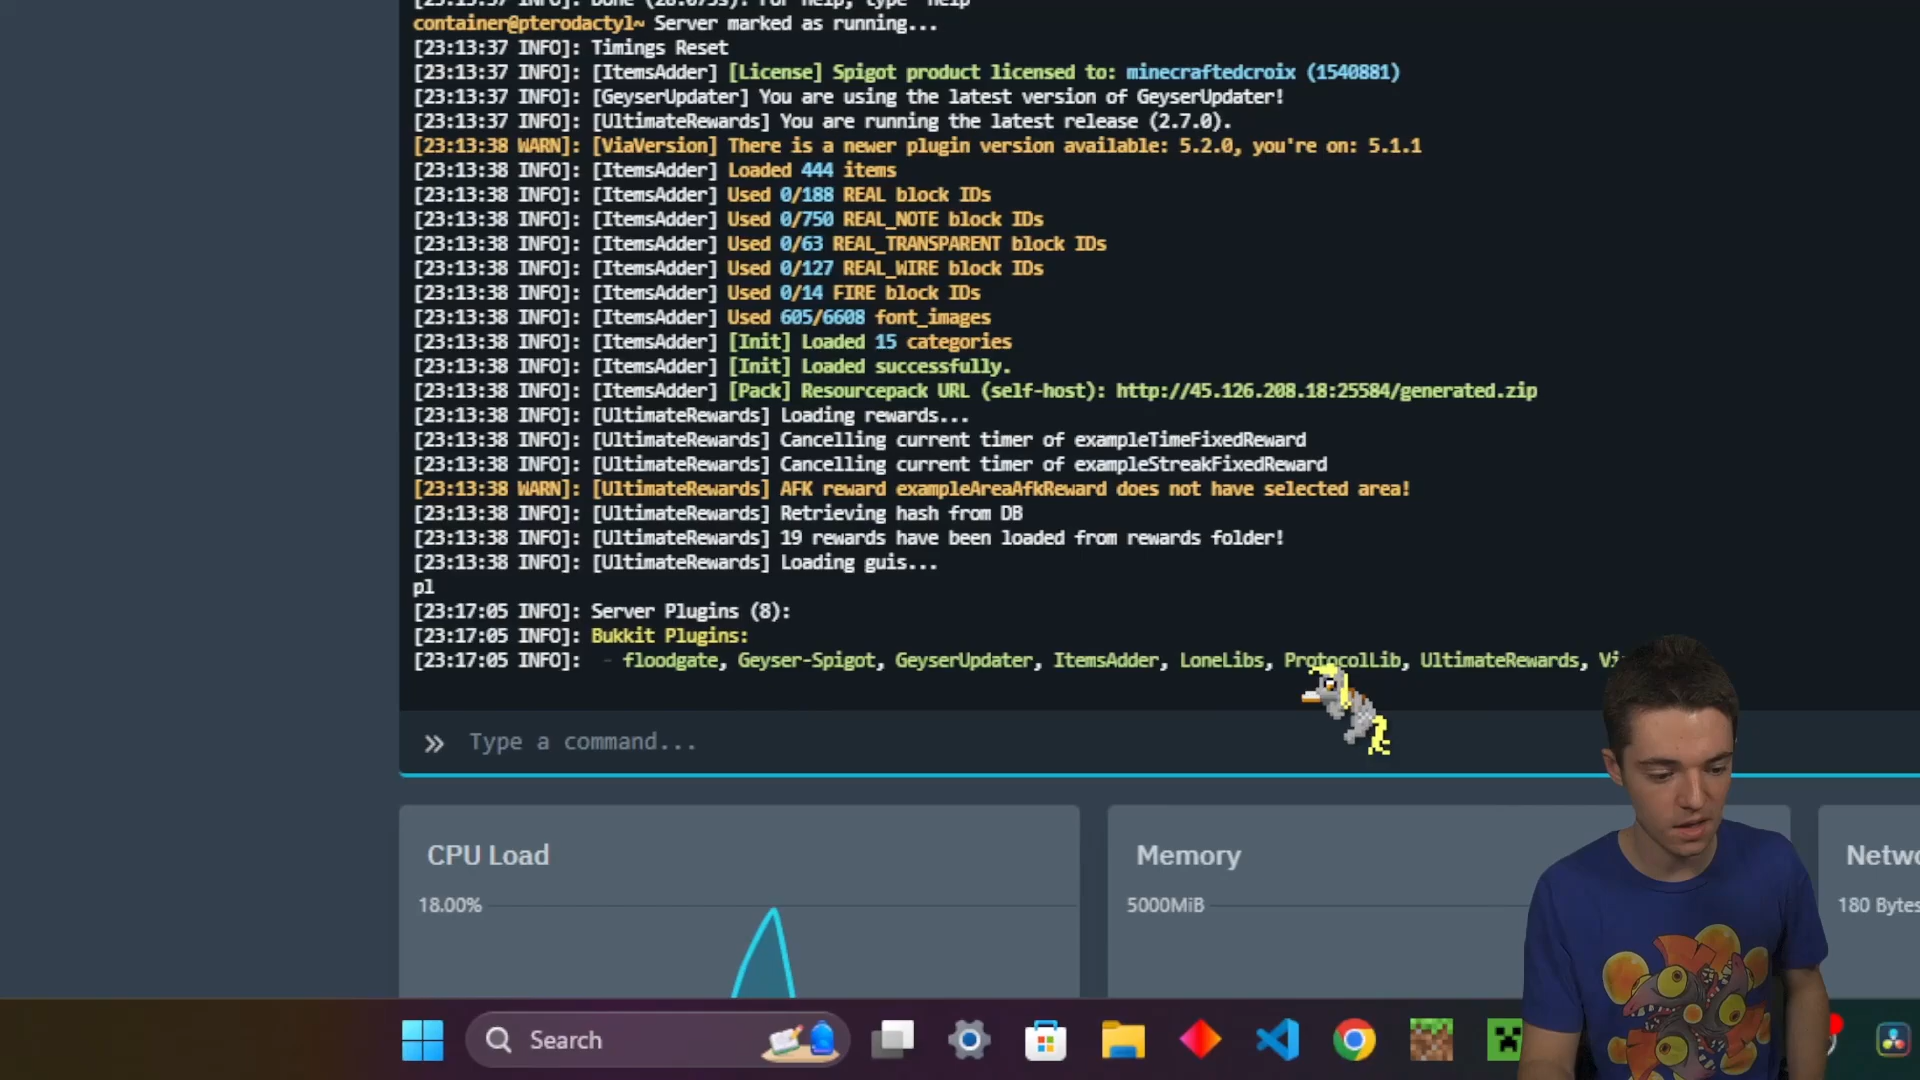 container@pterodactyl~ Server marked as running...
[23:13:37 INFO]: Timings Reset
[23:13:37 INFO]: [ItemsAdder] [License] Spigot product licensed to: minecraftedcroix (1540881)
[23:13:37 INFO]: [GeyserUpdater] You are using the latest version of GeyserUpdater!
[23:13:37 INFO]: [UltimateRewards] You are running the latest release (2.7.0).
[23:13:38 WARN]: [ViaVersion] There is a newer plugin version available: 5.2.0, you're on: 5.1.1
[23:13:38 INFO]: [ItemsAdder] Loaded 444 items
[23:13:38 INFO]: [ItemsAdder] Used 0/188 REAL block IDs
[23:13:38 INFO]: [ItemsAdder] Used 0/750 REAL_NOTE block IDs
[23:13:38 INFO]: [ItemsAdder] Used 0/63 REAL_TRANSPARENT block IDs
[23:13:38 INFO]: [ItemsAdder] Used 0/127 REAL_WIRE block IDs
[23:13:38 INFO]: [ItemsAdder] Used 0/14 FIRE block IDs
[23:13:38 INFO]: [ItemsAdder] Used 605/6608 font_images
[23:13:38 INFO]: [ItemsAdder] [Init] Loaded 15 categories
[23:13:38 INFO]: [ItemsAdder] [Init] Loaded successfully.
[23:13:38 INFO]: [ItemsAdder] [Pack] Resourcepack URL (self-host): http://45.126.208.18:25584/generated.zip
[23:13:38 INFO]: [UltimateRewards] Loading rewards...
[23:13:38 INFO]: [UltimateRewards] Cancelling current timer of exampleTimeFixedReward
[23:13:38 INFO]: [UltimateRewards] Cancelling current timer of exampleStreakFixedReward
[23:13:38 WARN]: [UltimateRewards] AFK reward exampleAreaAfkReward does not have selected area!
[23:13:38 INFO]: [UltimateRewards] Retrieving hash from DB
[23:13:38 INFO]: [UltimateRewards] 19 rewards have been loaded from rewards folder!
[23:13:38 INFO]: [UltimateRewards] Loading guis...
pl
[23:17:05 INFO]: Server Plugins (8):
[23:17:05 INFO]: Bukkit Plugins:
[23:17:05 INFO]:  - floodgate, Geyser-Spigot, GeyserUpdater, ItemsAdder, LoneLibs, ProtocolLib, UltimateRewards,
» Type a command...
CPU Load
18.00%
Memory
5000MiB
Netwo
180 Bytes
Search